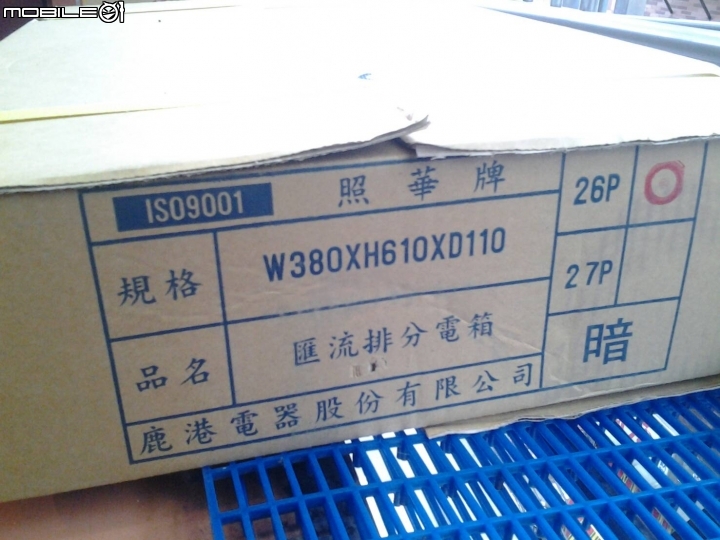 MOBILE01
ISO9001 照華牌 26P
規格 W380XH610XD110 27P
品名 匯流排分電箱 暗
鹿港電器股份有限公司